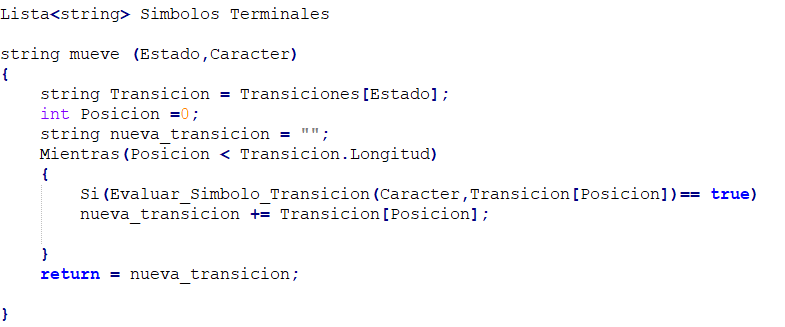 Lista<string> Simbolos Terminales
string mueve (Estado,Caracter)
{
string Transicion = Transiciones[Estado];
int Posicion =0;
string nueva_transicion = "";
Mientras(Posicion < Transicion.Longitud)
{
Si(Evaluar_Simbolo_Transicion(Caracter,Transicion[Posicion])== true)
nueva_transicion += Transicion[Posicion];
}
return = nueva_transicion;
}